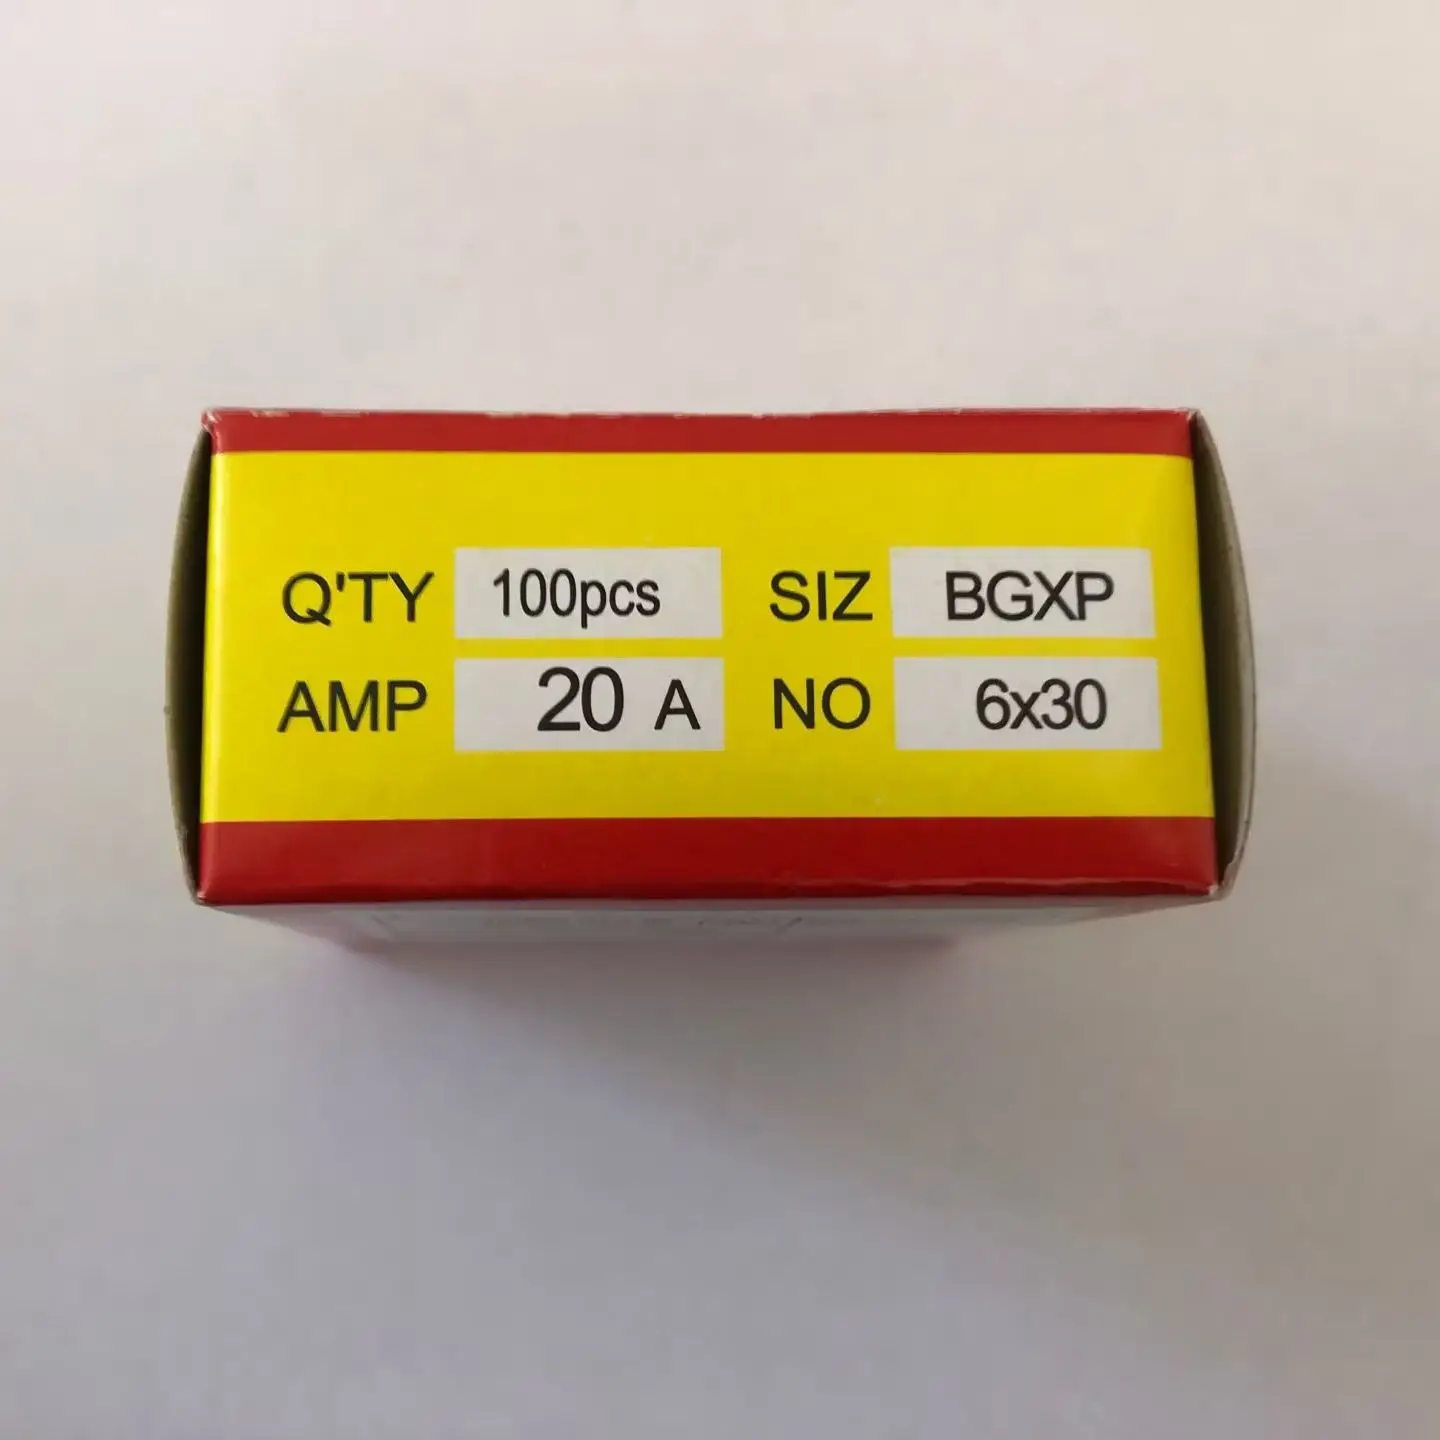 Q'TY 100pcs SIZ BGXP
AMP 20 A NO 6x30